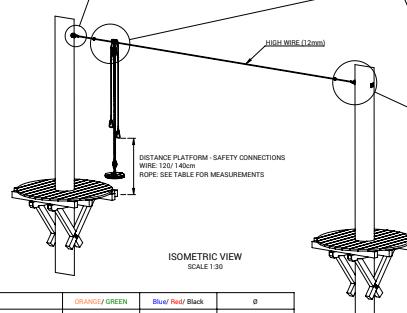 HIGH WIRE (12mm)
DISTANCE PLATFORM - SAFETY CONNECTIONS
WIRE: 120/ 140cm
ROPE: SEE TABLE FOR MEASUREMENTS
ISOMETRIC VIEW
SCALE 1:30
ORANGE/ GREEN Blue/ Red/ Black Ø